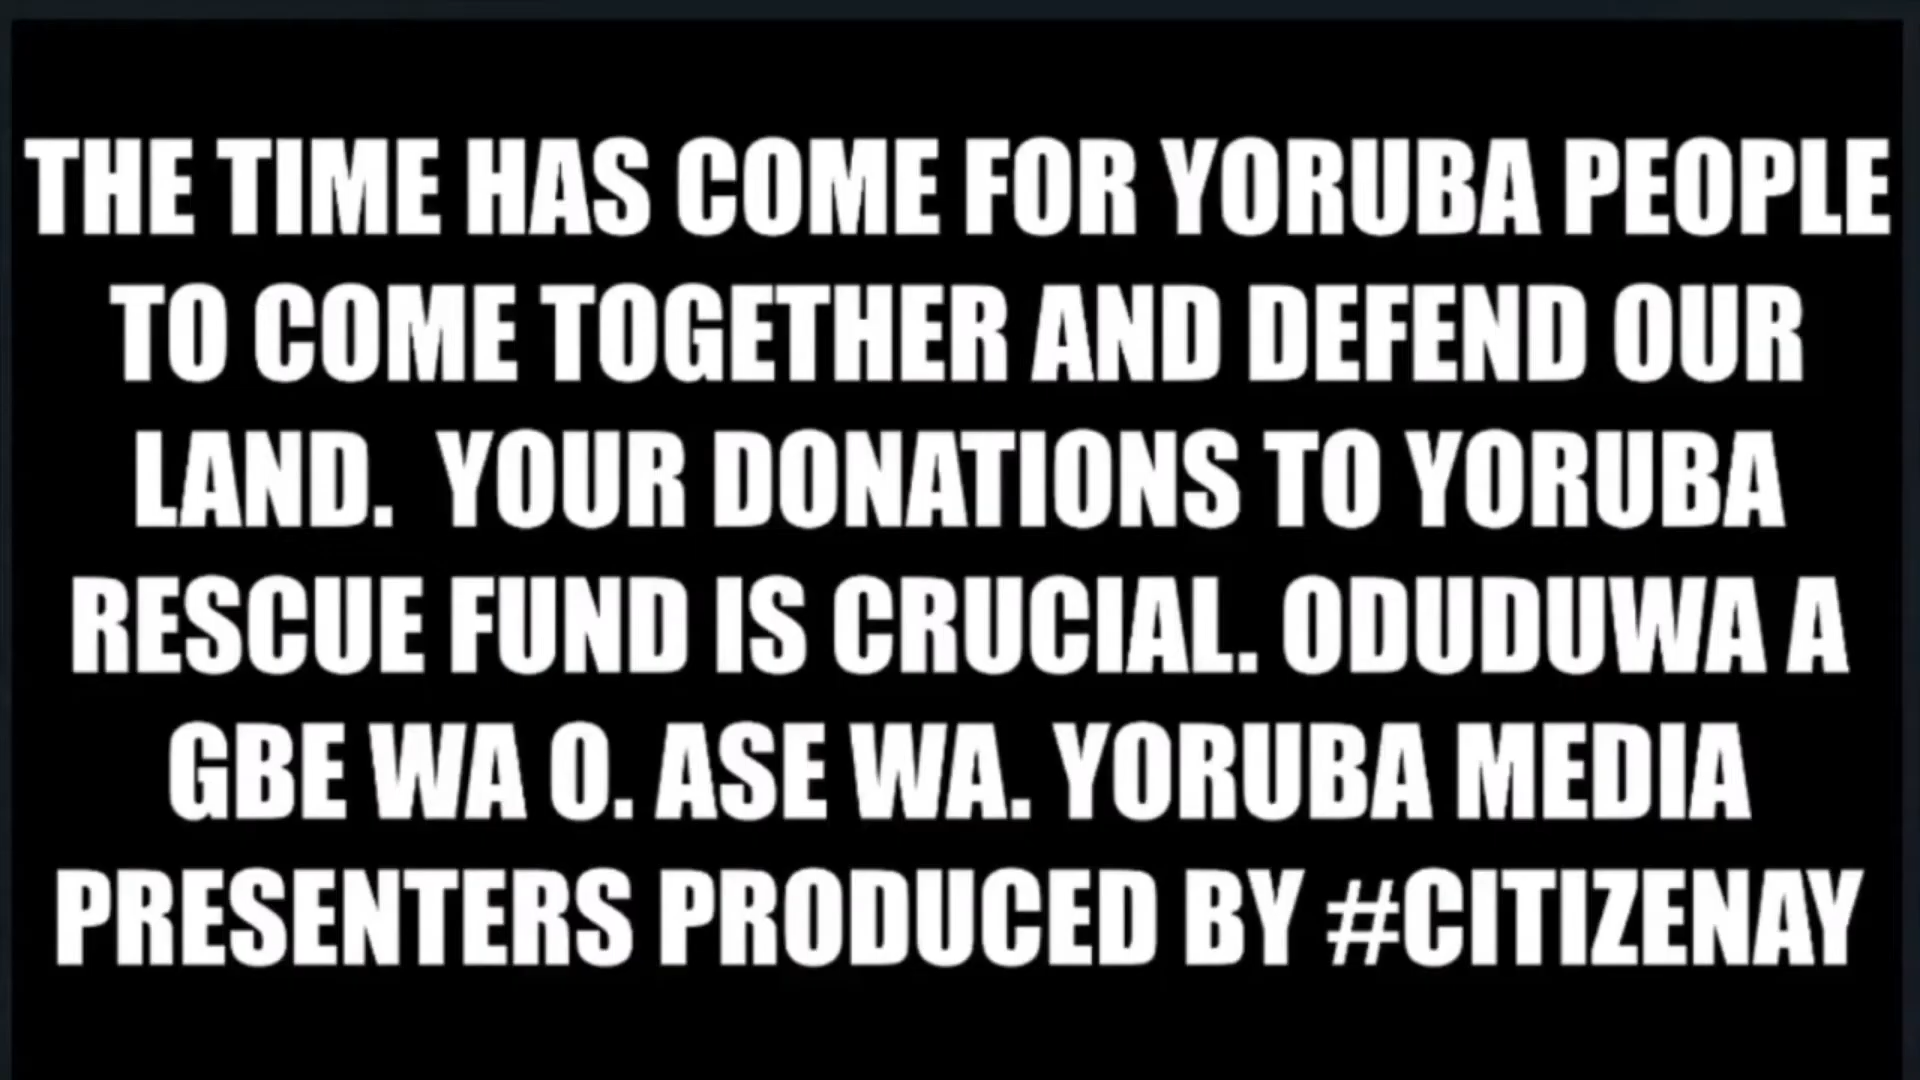 THE TIME HAS COME FOR YORUBA PEOPLE
TO COME TOGETHER AND DEFEND OUR
LAND.  YOUR DONATIONS TO YORUBA
RESCUE FUND IS CRUCIAL. ODUDUWA A
GBE WA O. ASE WA. YORUBA MEDIA
PRESENTERS PRODUCED BY #CITIZENAY